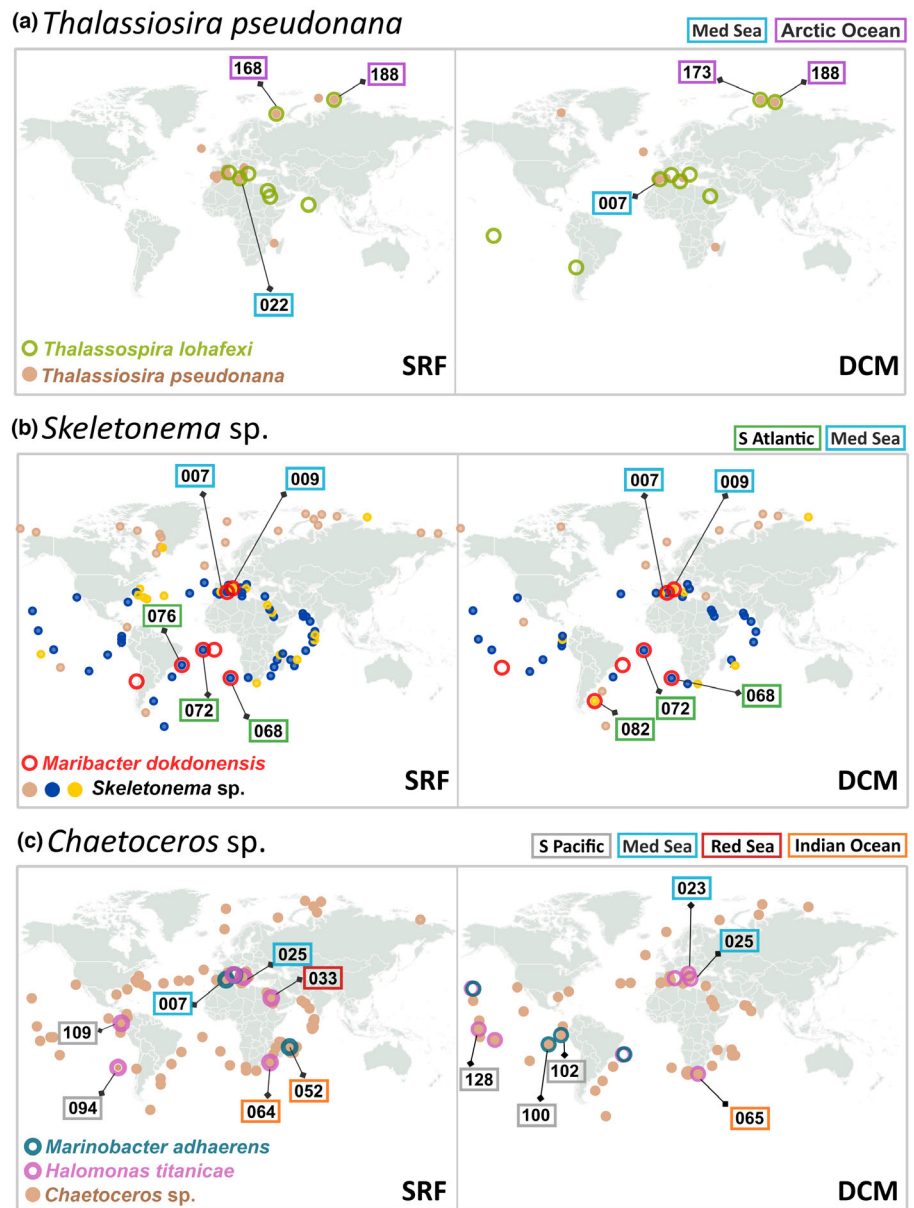 (a) Thalassiosira pseudonana
Med Sea Arctic Ocean
168
188
022
Thalassospira lohafexi
Thalassiosira pseudonana
SRF
173
188
007
DCM
(b) Skeletonema sp.
S Atlantic Med Sea
007
009
076
072
068
Maribacter dokdonensis
Skeletonema sp.
SRF
007
009
072
068
082
DCM
(c) Chaetoceros sp.
S Pacific Med Sea Red Sea Indian Ocean
025
007
033
109
094
064
052
Marinobacter adhaerens
Halomonas titanicae
Chaetoceros sp.
SRF
023
025
128
102
100
065
DCM